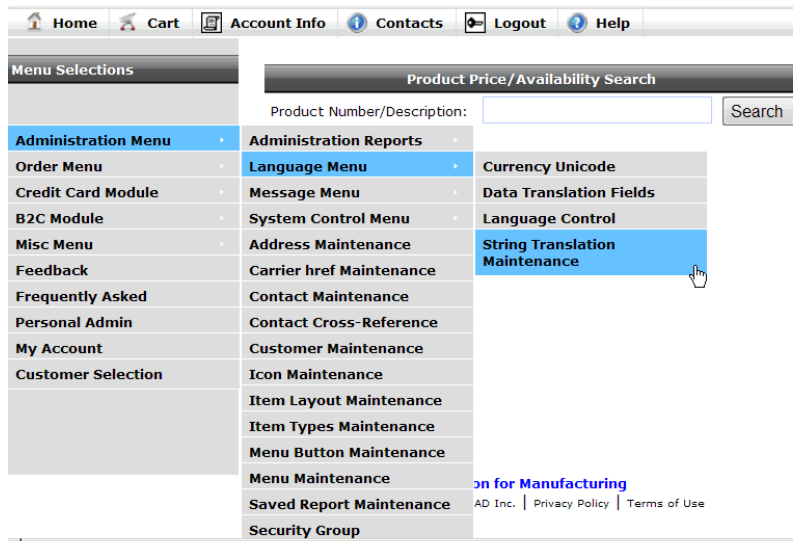 Home Cart Account Info Contacts Logout Help
Menu Selections
Product Price/Availability Search
Product Number/Description: Search
Administration Menu
Order Menu
Credit Card Module
B2C Module
Misc Menu
Feedback
Frequently Asked
Personal Admin
My Account
Customer Selection
Administration Reports
Language Menu
Message Menu
System Control Menu
Address Maintenance
Carrier href Maintenance
Contact Maintenance
Contact Cross-Reference
Customer Maintenance
Icon Maintenance
Item Layout Maintenance
Item Types Maintenance
Menu Button Maintenance
Menu Maintenance
Saved Report Maintenance
Security Group
Currency Unicode
Data Translation Fields
Language Control
String Translation
Maintenance
on for Manufacturing
AD Inc. | Privacy Policy | Terms of Use